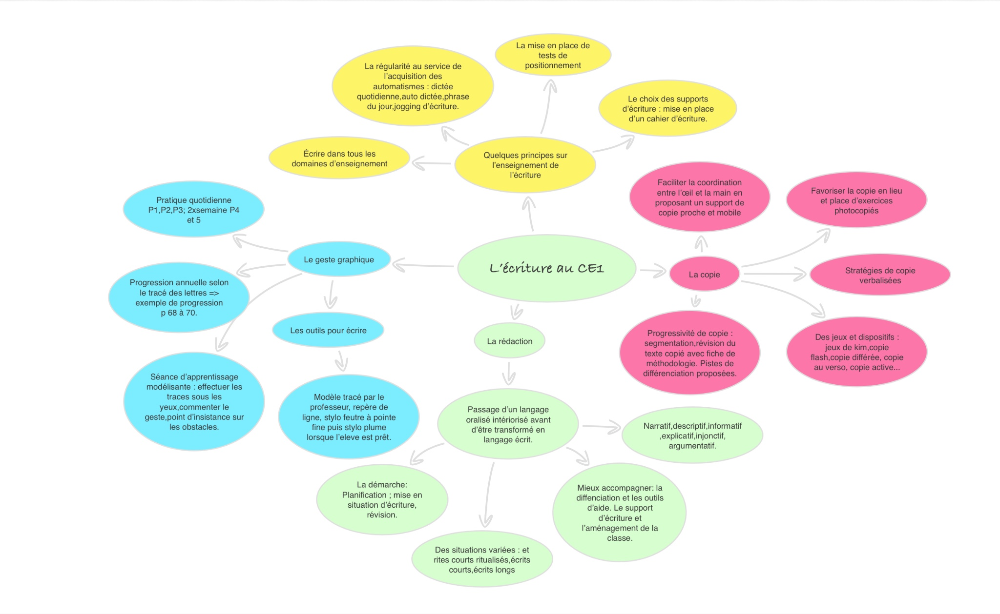 La mise en place de
tests de
positionnement
La régularité au service de
l'acquisition des
automatismes : dictée
quotidienne,auto dictée,phrase
du jour,jogging d'écriture.
Le choix des supports
d'écriture : mise en place
d'un cahier d'écriture.
Écrire dans tous les
domaines d'enseignement
Quelques principes sur
l'enseignement de
l'écriture
Faciliter la coordination
entre l'œil et la main en
proposant un support de
copie proche et mobile
Favoriser la copie en lieu
et place d'exercices
photocopiés
Pratique quotidienne
P1,P2,P3; 2xsemaine P4
et 5
Le geste graphique
L'écriture au CE1
La copie
Stratégies de copie
verbalisées
Progression annuelle selon
le tracé des lettres =>
exemple de progression
p 68 à 70.
Les outils pour écrire
La rédaction
Progressivité de copie :
segmentation,révision du
texte copié avec fiche de
méthodologie. Pistes de
différenciation proposées.
Des jeux et dispositifs :
jeux de kim,copie
flash,copie différée, copie
au verso, copie active...
Séance d'apprentissage
modélisante : effectuer les
traces sous les
yeux,commenter le
geste,point d'insistance sur
les obstacles.
Modèle tracé par le
professeur, repère de
ligne, stylo feutre à pointe
fine puis stylo plume
lorsque l'eleve est prêt.
Passage d'un langage
oralisé intériorisé avant
d'être transformé en
langage écrit.
Narratif,descriptif,informatif
,explicatif,injonctif,
argumentatif.
La démarche:
Planification ; mise en
situation d'écriture,
révision.
Mieux accompagner: la
diffenciation et les outils
d'aide. Le support
d'écriture et
l'aménagement de la
classe.
Des situations variées : et
rites courts ritualisés,écrits
courts,écrits longs